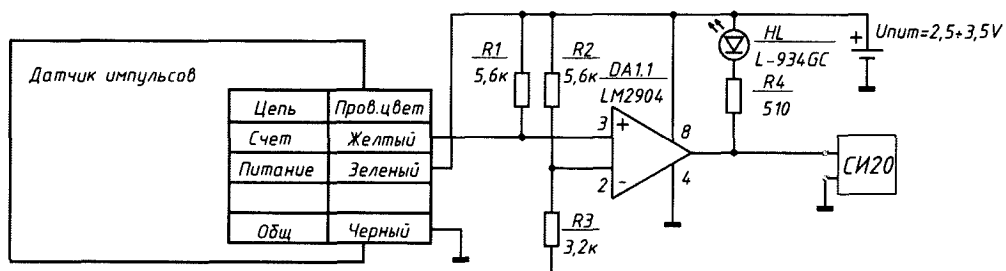 Датчик импульсов
Цепь Пров.цвет
Счет Желтый
Питание Зеленый
Общ Черный
R1
5,6к
R2
5,6к
DA1.1
LM2904
3
+
2
-
8
4
R3
3,2к
HL
L-934GC
R4
510
+
Uпит=2,5÷3,5V
СИ20